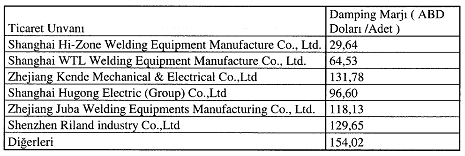 Ticaret Unvanı
Damping Marjı ( ABD
Doları /Adet )
Shanghai Hi-Zone Welding Equipment Manufacture Co., Ltd. 29,64
Shanghai WTL Welding Equipment Manufacture Co., Ltd. 64,53
Zhejiang Kende Mechanical & Electrical Co.,Ltd 131,78
Shanghai Hugong Electric (Group) Co.,Ltd 96,60
Zhejiang Juba Welding Equipments Manufacturing Co., Ltd. 118,13
Shenzhen Riland industry Co.,Ltd 129,65
Diğerleri 154,02